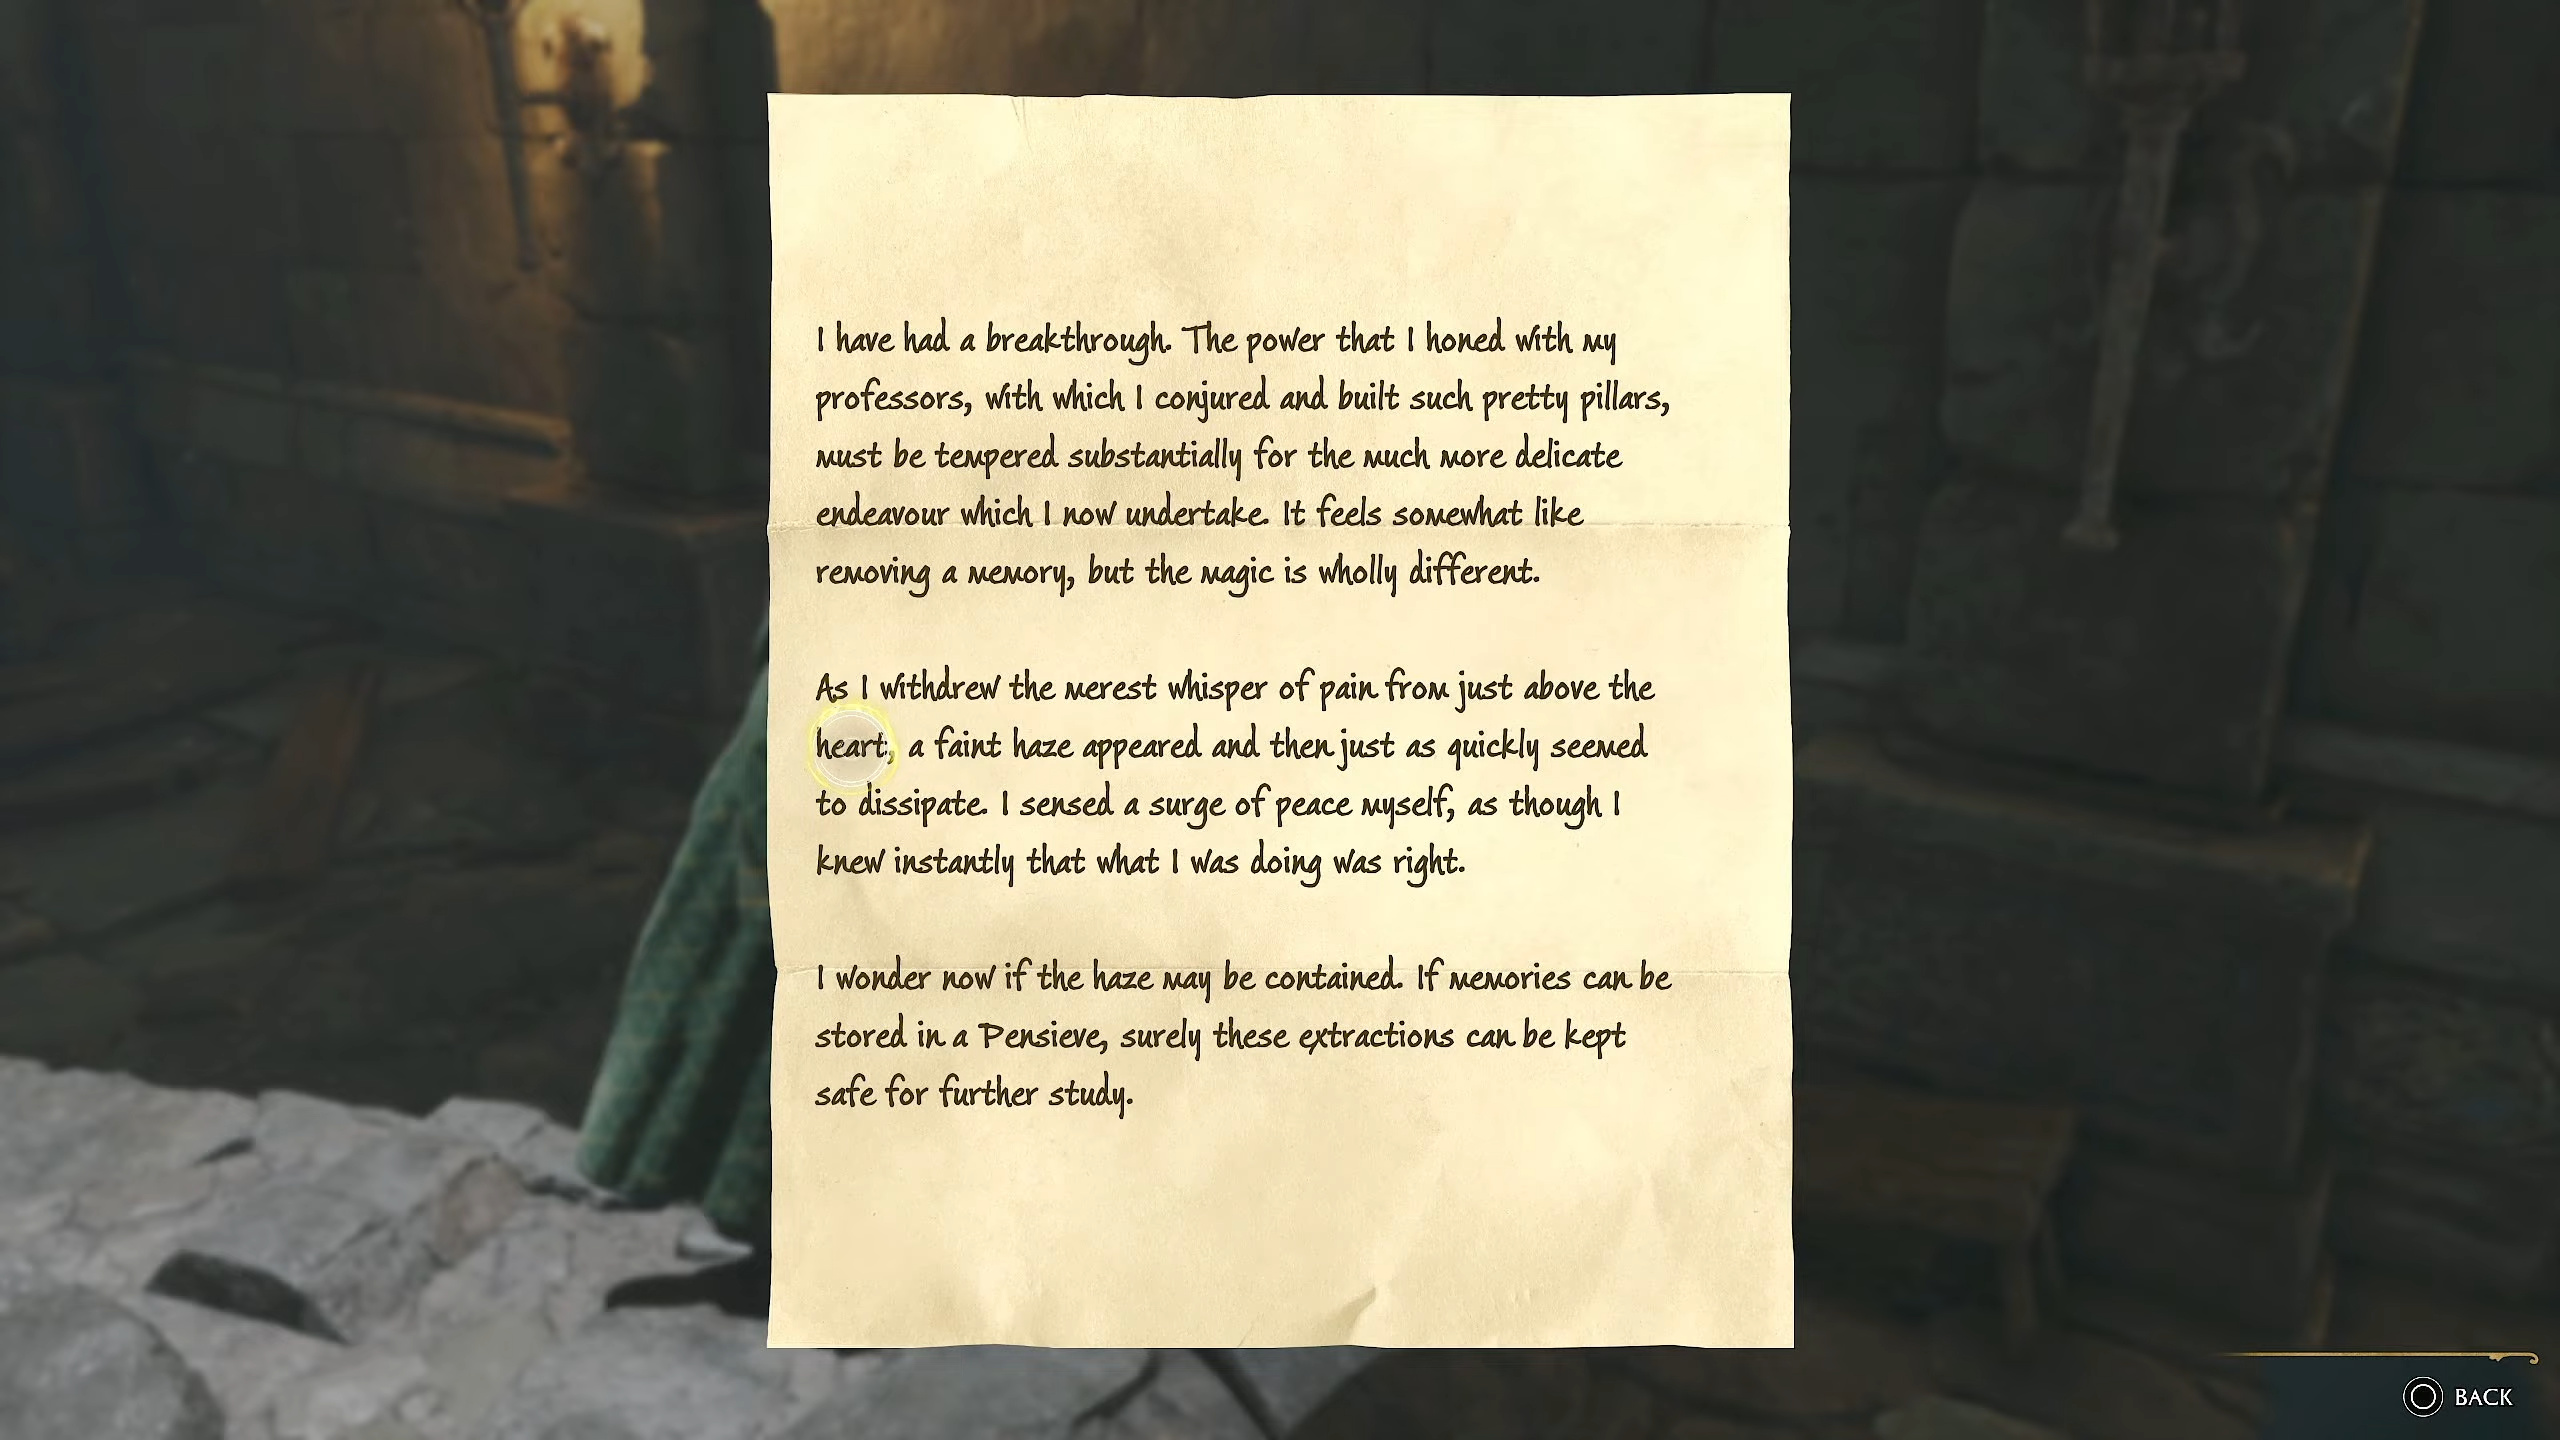 I have had a breakthrough. The power that I honed with my
professors, with which I conjured and built such pretty pillars,
must be tempered substantially for the much more delicate
endeavour which I now undertake. It feels somewhat like
removing a memory, but the magic is wholly different.
As I withdrew the merest whisper of pain from just above the
heart, a faint haze appeared and then just as quickly seemed
to dissipate. I sensed a surge of peace myself, as though I
knew instantly that what I was doing was right.
I wonder now if the haze may be contained. If memories can be
stored in a Pensieve, surely these extractions can be kept
safe for further study.
BACK